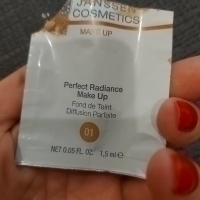 JANSSEN
COSMETICS
MAKE UP
Perfect Radiance
Make Up
Fond de Teint
Diffusion Parfaite
01
NET 0.05 FL. OZ. 1,5 ml ℮